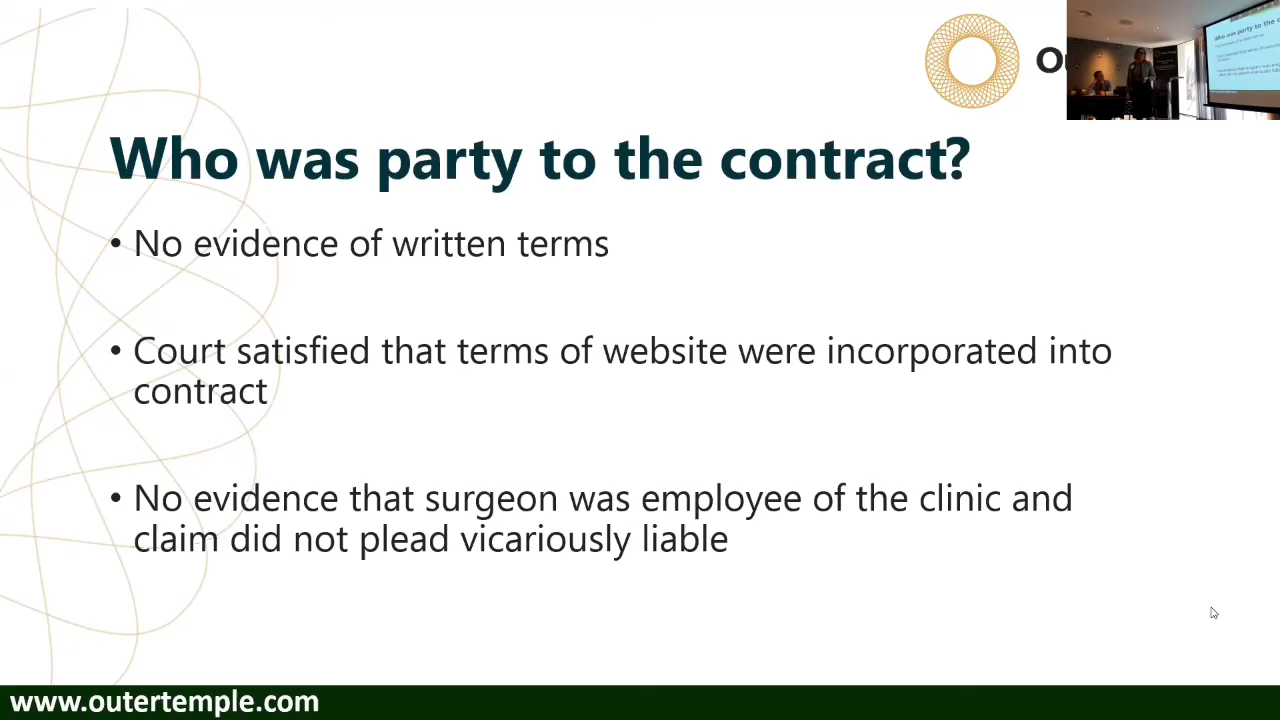 Who was party to the contract?
• No evidence of written terms
• Court satisfied that terms of website were incorporated into
contract
• No evidence that surgeon was employee of the clinic and
claim did not plead vicariously liable
www.outertemple.com